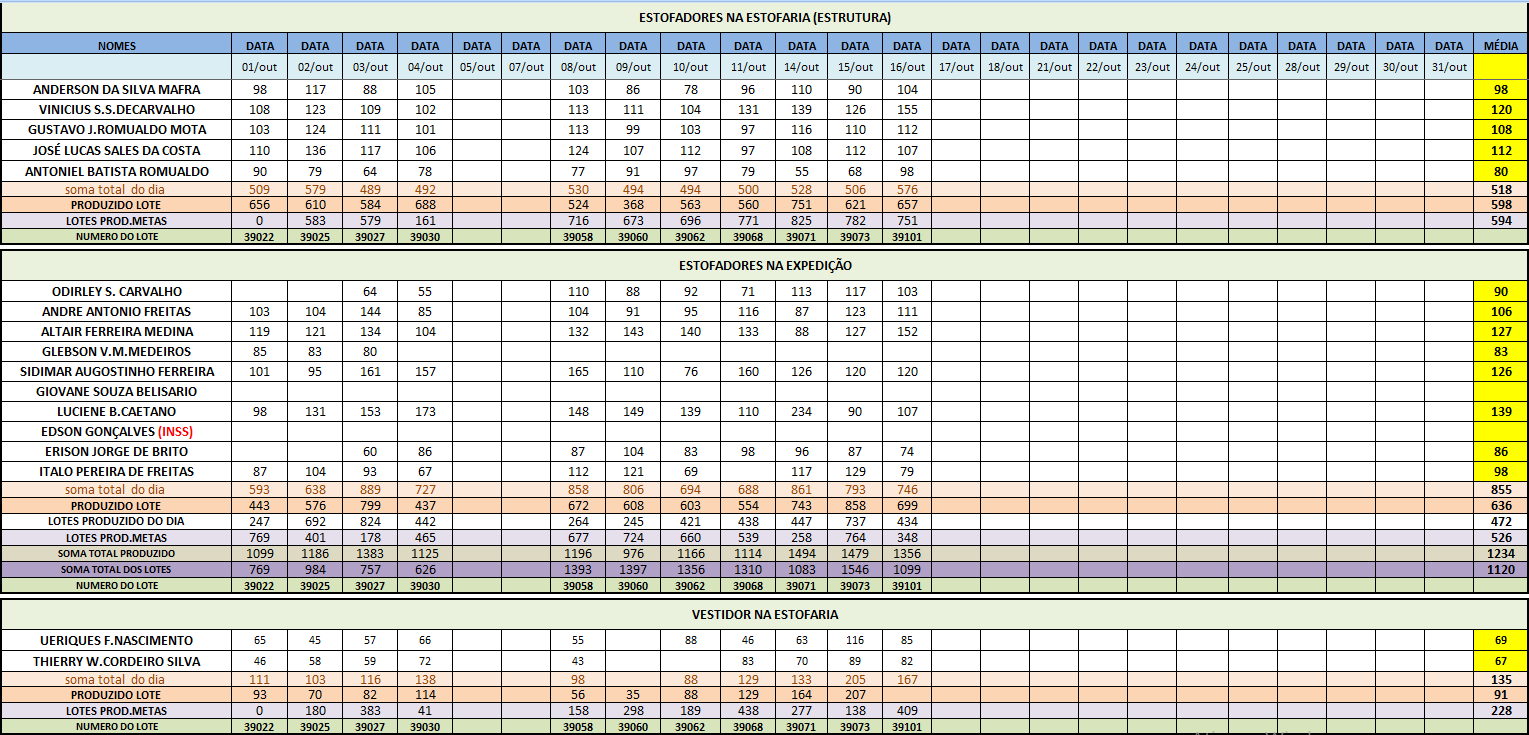 ESTOFADORES NA ESTOFARIA (ESTRUTURA)
NOMES DATA DATA DATA DATA DATA DATA DATA DATA DATA DATA DATA DATA DATA DATA DATA DATA DATA DATA DATA DATA DATA DATA DATA MÉDIA
01/out 02/out 03/out 04/out 05/out 07/out 08/out 09/out 10/out 11/out 14/out 15/out 16/out 17/out 18/out 21/out 22/out 23/out 24/out 25/out 28/out 29/out 30/out 31/out
ANDERSON DA SILVA MAFRA 98 117 88 105 103 86 78 96 110 90 104 98
VINICIUS S.S.DECARVALHO 108 123 109 102 113 111 104 131 139 126 155 120
GUSTAVO J.ROMUALDO MOTA 103 124 111 101 113 99 103 97 116 110 112 108
JOSÉ LUCAS SALES DA COSTA 110 136 117 106 124 107 112 97 108 112 107 112
ANTONIEL BATISTA ROMUALDO 90 79 64 78 77 91 97 79 55 68 98 80
soma total do dia 509 579 489 492 530 494 494 500 528 506 576 518
PRODUZIDO LOTE 656 610 584 688 524 368 563 560 751 621 657 598
LOTES PROD.METAS 0 583 579 161 716 673 696 771 825 782 751 594
NUMERO DO LOTE 39022 39025 39027 39030 39058 39060 39062 39068 39071 39073 39101
ESTOFADORES NA EXPEDIÇÃO
ODIRLEY S. CARVALHO 64 55 110 88 92 71 113 117 103 90
ANDRE ANTONIO FREITAS 103 104 144 85 104 91 95 116 87 123 111 106
ALTAIR FERREIRA MEDINA 119 121 134 104 132 143 140 133 88 127 152 127
GLEBSON V.M.MEDEIROS 85 83 80 83
SIDIMAR AUGOSTINHO FERREIRA 101 95 161 157 165 110 76 160 126 120 120 126
GIOVANE SOUZA BELISARIO
LUCIENE B.CAETANO 98 131 153 173 148 149 139 110 234 90 107 139
EDSON GONÇALVES (INSS)
ERISON JORGE DE BRITO 60 86 87 104 83 98 96 87 74 86
ITALO PEREIRA DE FREITAS 87 104 93 67 112 121 69 117 129 79 98
soma total do dia 593 638 889 727 858 806 694 688 861 793 746 855
PRODUZIDO LOTE 443 576 799 437 672 608 603 554 743 858 699 636
LOTES PRODUZIDO DO DIA 247 692 824 442 264 245 421 438 447 737 434 472
LOTES PROD.METAS 769 401 178 465 677 724 660 539 258 764 348 526
SOMA TOTAL PRODUZIDO 1099 1186 1383 1125 1196 976 1166 1114 1494 1479 1356 1234
SOMA TOTAL DOS LOTES 769 984 757 626 1393 1397 1356 1310 1083 1546 1099 1120
NUMERO DO LOTE 39022 39025 39027 39030 39058 39060 39062 39068 39071 39073 39101
VESTIDOR NA ESTOFARIA
UERIQUES F.NASCIMENTO 65 45 57 66 55 88 46 63 116 85 69
THIERRY W.CORDEIRO SILVA 46 58 59 72 43 83 70 89 82 67
soma total do dia 111 103 116 138 98 88 129 133 205 167 135
PRODUZIDO LOTE 93 70 82 114 56 35 88 129 164 207 91
LOTES PROD.METAS 0 180 383 41 158 298 189 438 277 138 409 228
NUMERO DO LOTE 39022 39025 39027 39030 39058 39060 39062 39068 39071 39073 39101